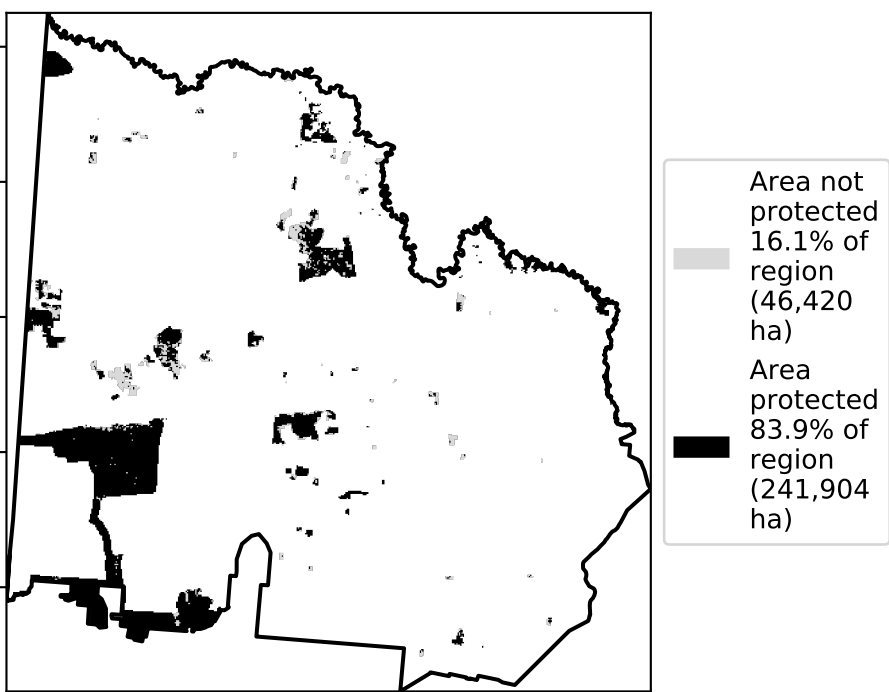 Area not
protected
16.1% of
region
(46,420
ha)
Area
protected
83.9% of
region
(241,904
ha)